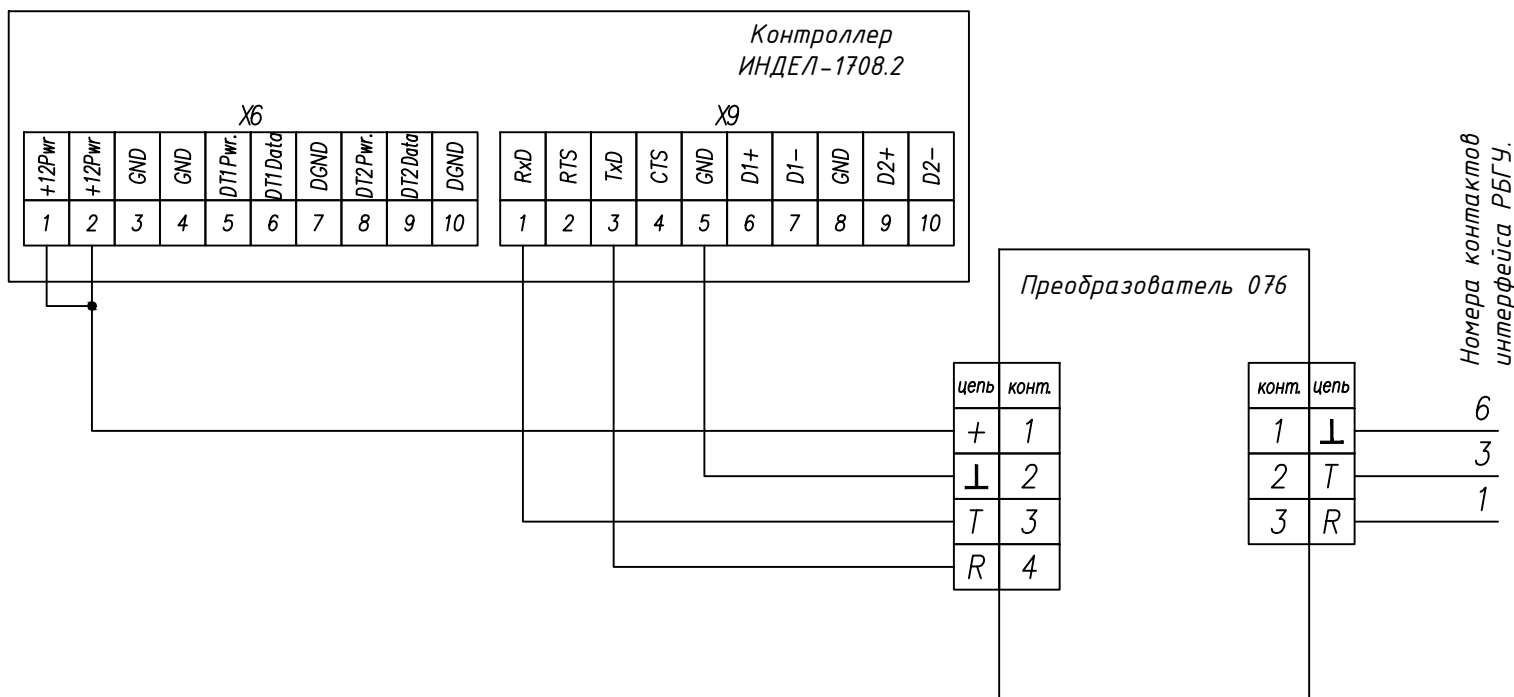 Контроллер
ИНДЕЛ-1708.2
X6
X9
+12Pwr +12Pwr GND GND DT1Pwr. DT1Data DGND DT2Pwr. DT2Data DGND
1 2 3 4 5 6 7 8 9 10
RxD RTS TxD CTS GND D1+ D1- GND D2+ D2-
1 2 3 4 5 6 7 8 9 10
Преобразователь 076
цепь конт.
+ 1
⊥ 2
T 3
R 4
конт. цепь
1 ⊥
2 T
3 R
Номера контактов
интерфейса РБГУ.
6
3
1